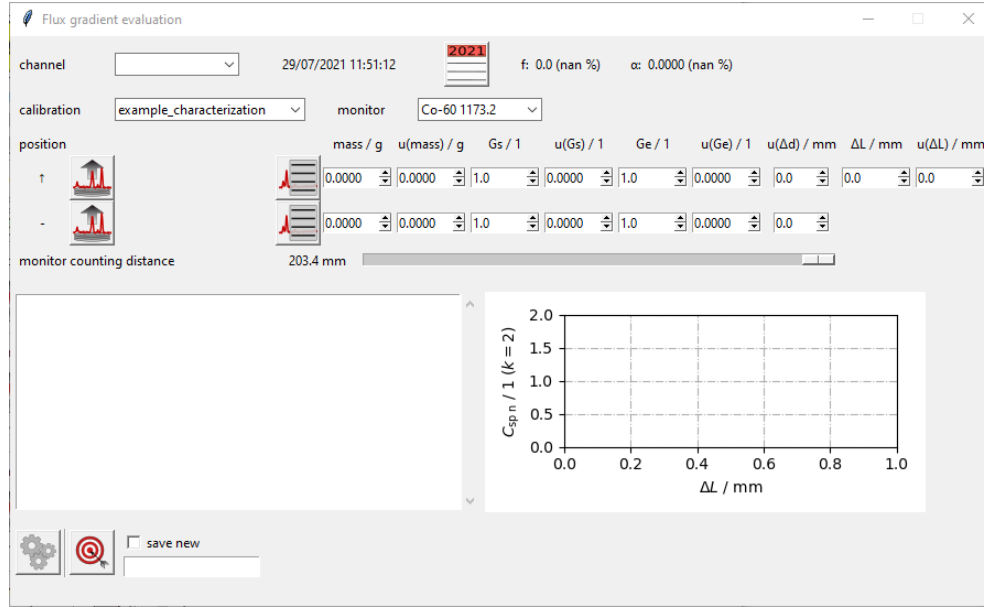 Flux gradient evaluation
channel 29/07/2021 11:51:12 2021 f: 0.0 (nan %) α: 0.0000 (nan %)
calibration example_characterization monitor Co-60 1173.2
position mass / g u(mass) / g Gs / 1 u(Gs) / 1 Ge / 1 u(Ge) / 1 u(Δd) / mm ΔL / mm u(ΔL) / mm
↑ 0.0000 0.0000 1.0 0.0000 1.0 0.0000 0.0 0.0 0.0
- 0.0000 0.0000 1.0 0.0000 1.0 0.0000 0.0
monitor counting distance 203.4 mm
2.0
1.5
1.0
0.5
0.0
C_sp n / 1 (k = 2)
0.0 0.2 0.4 0.6 0.8 1.0
ΔL / mm
save new